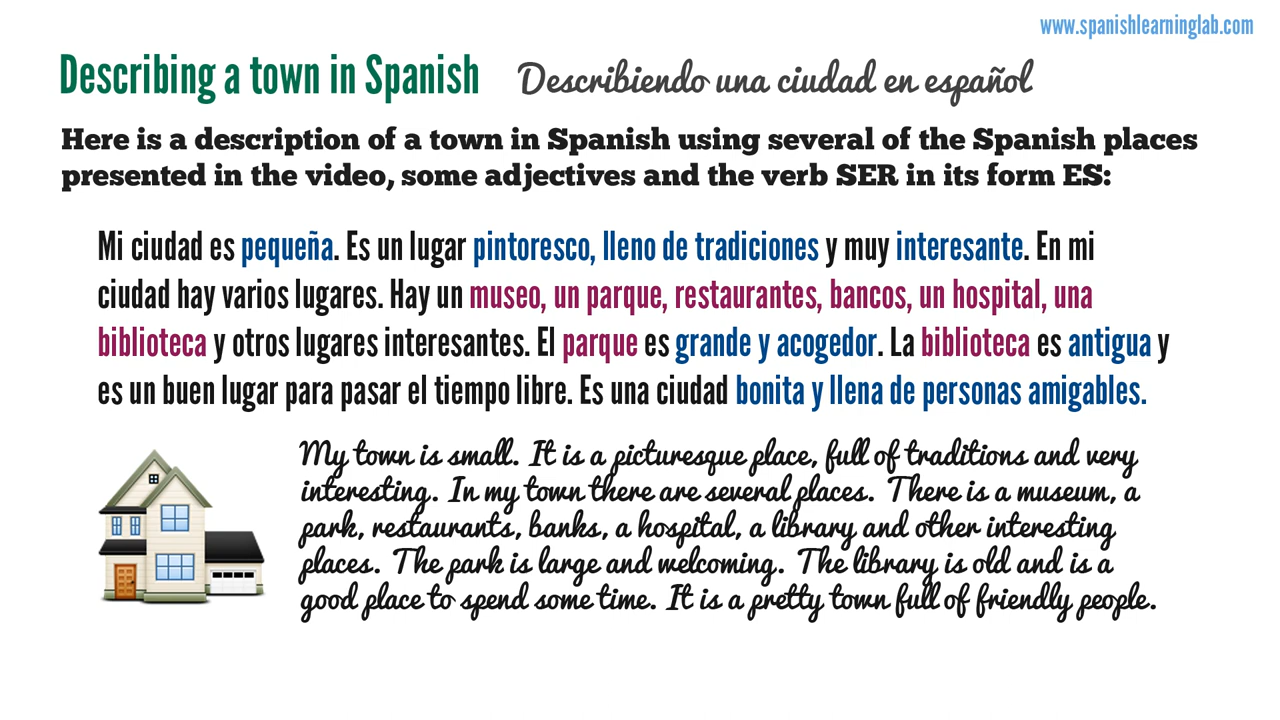 www.spanishlearninglab.com
Describing a town in Spanish Describiendo una ciudad en español
Here is a description of a town in Spanish using several of the Spanish places
presented in the video, some adjectives and the verb SER in its form ES:
Mi ciudad es pequeña. Es un lugar pintoresco, lleno de tradiciones y muy interesante. En mi
ciudad hay varios lugares. Hay un museo, un parque, restaurantes, bancos, un hospital, una
biblioteca y otros lugares interesantes. El parque es grande y acogedor. La biblioteca es antigua y
es un buen lugar para pasar el tiempo libre. Es una ciudad bonita y llena de personas amigables.
My town is small. It is a picturesque place, full of traditions and very
interesting. In my town there are several places. There is a museum, a
park, restaurants, banks, a hospital, a library and other interesting
places. The park is large and welcoming. The library is old and is a
good place to spend some time. It is a pretty town full of friendly people.